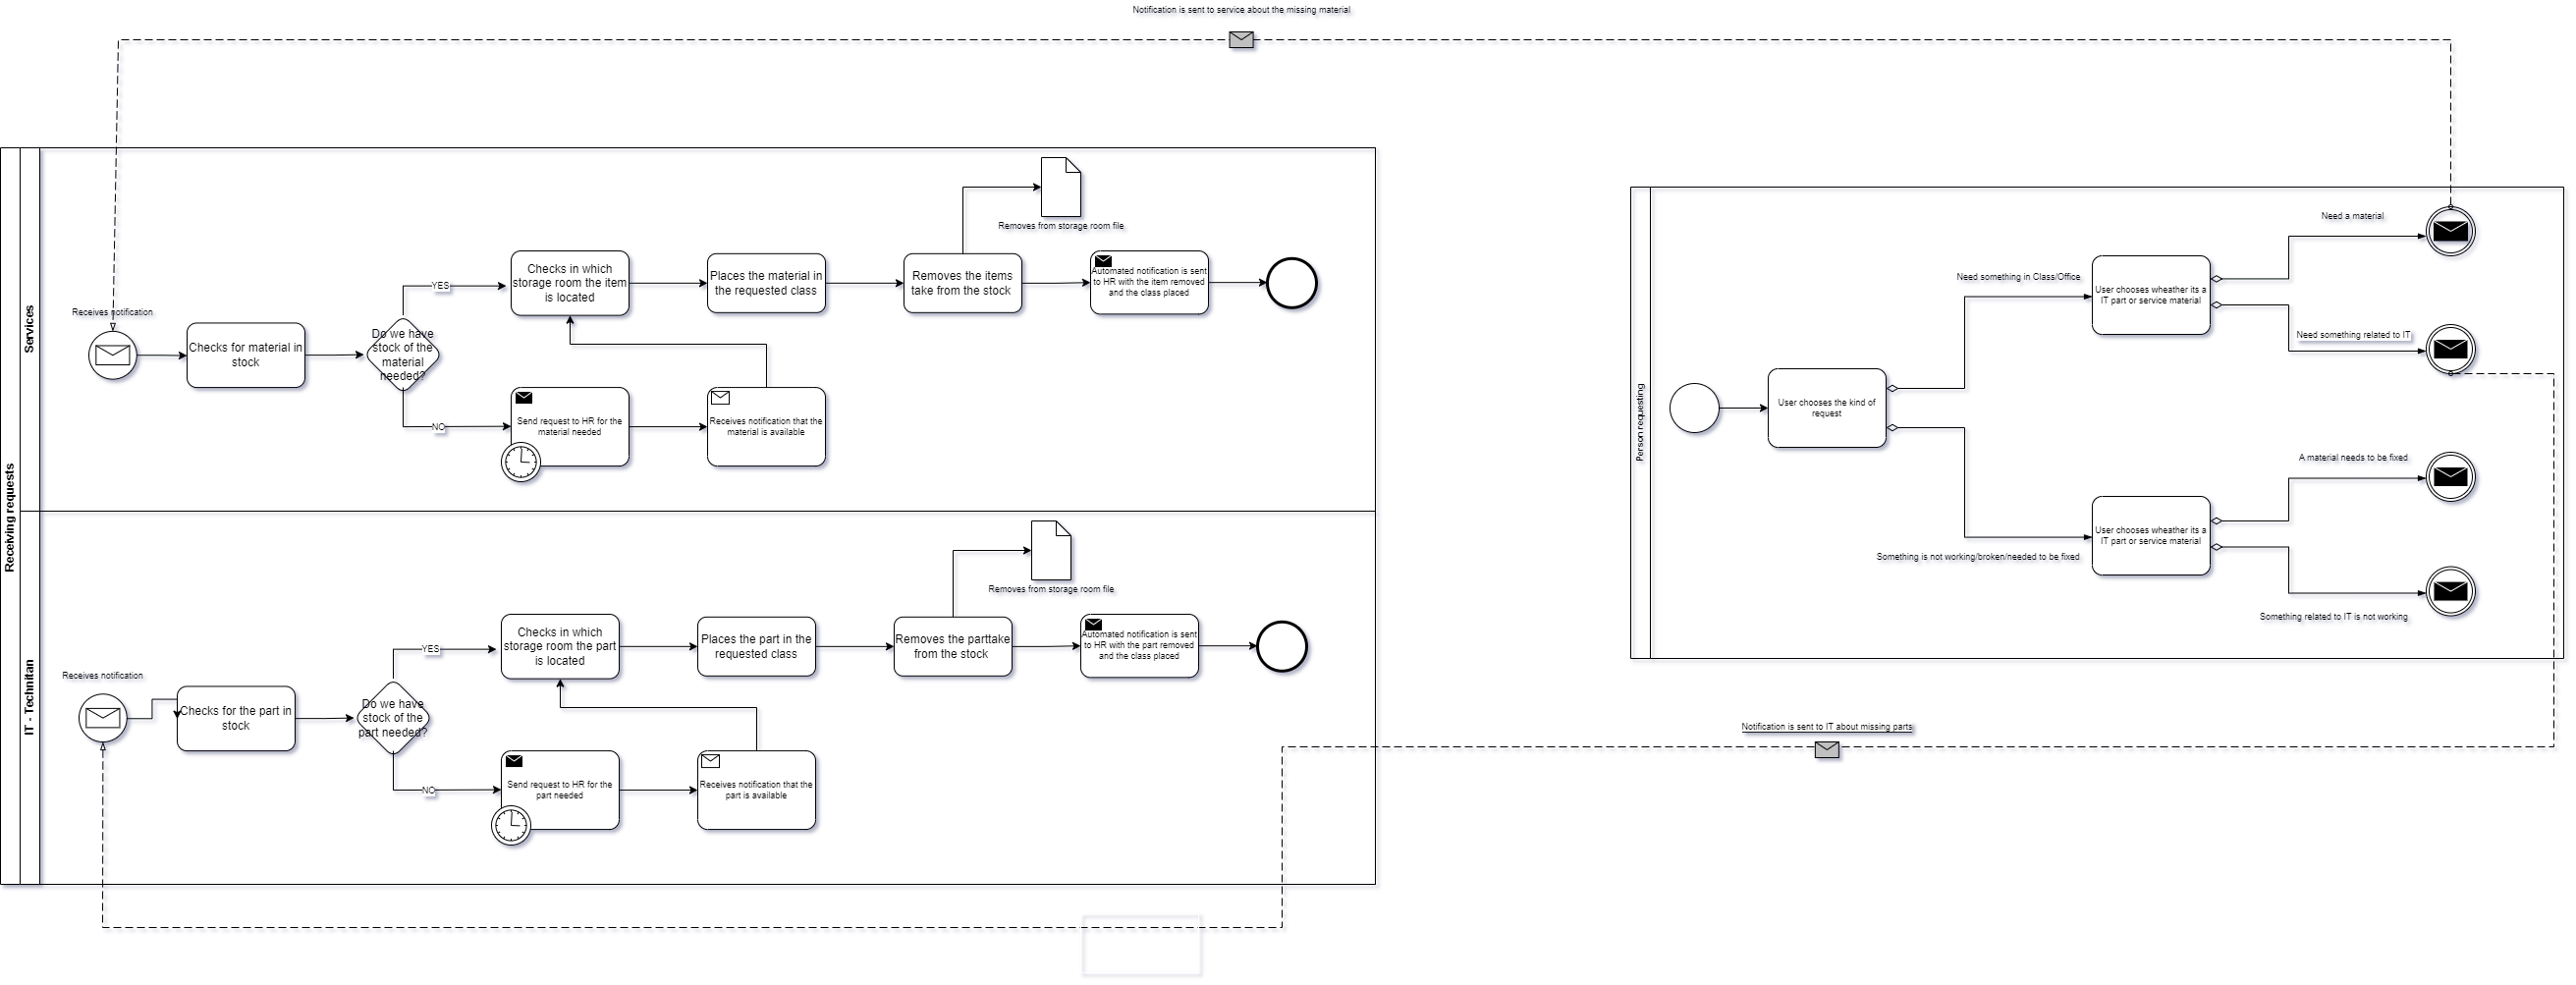 Notification is sent to service about the missing material
Receiving requests
Services
Receives notification
Checks for material in
stock
Do we have
stock of the
material
needed?
YES
NO
Checks in which
storage room the item
is located
Places the material in
the requested class
Removes the items
take from the stock
Removes from storage room file
Automated notification is sent
to HR with the item removed
and the class placed
Send request to HR for the
material needed
Receives notification that the
material is available
IT - Technitan
Receives notification
Checks for the part in
stock
Do we have
stock of the
part needed?
YES
NO
Checks in which
storage room the part
is located
Places the part in the
requested class
Removes the parttake
from the stock
Removes from storage room file
Automated notification is sent
to HR with the part removed
and the class placed
Send request to HR for the
part needed
Receives notification that the
part is available
Person requesting
User chooses the kind of
request
Need something in Class/Office
User chooses wheather its a
IT part or service material
Need a material
Need something related to IT
Something is not working/broken/needed to be fixed
User chooses wheather its a
IT part or service material
A material needs to be fixed
Something related to IT is not working
Notification is sent to IT about missing parts